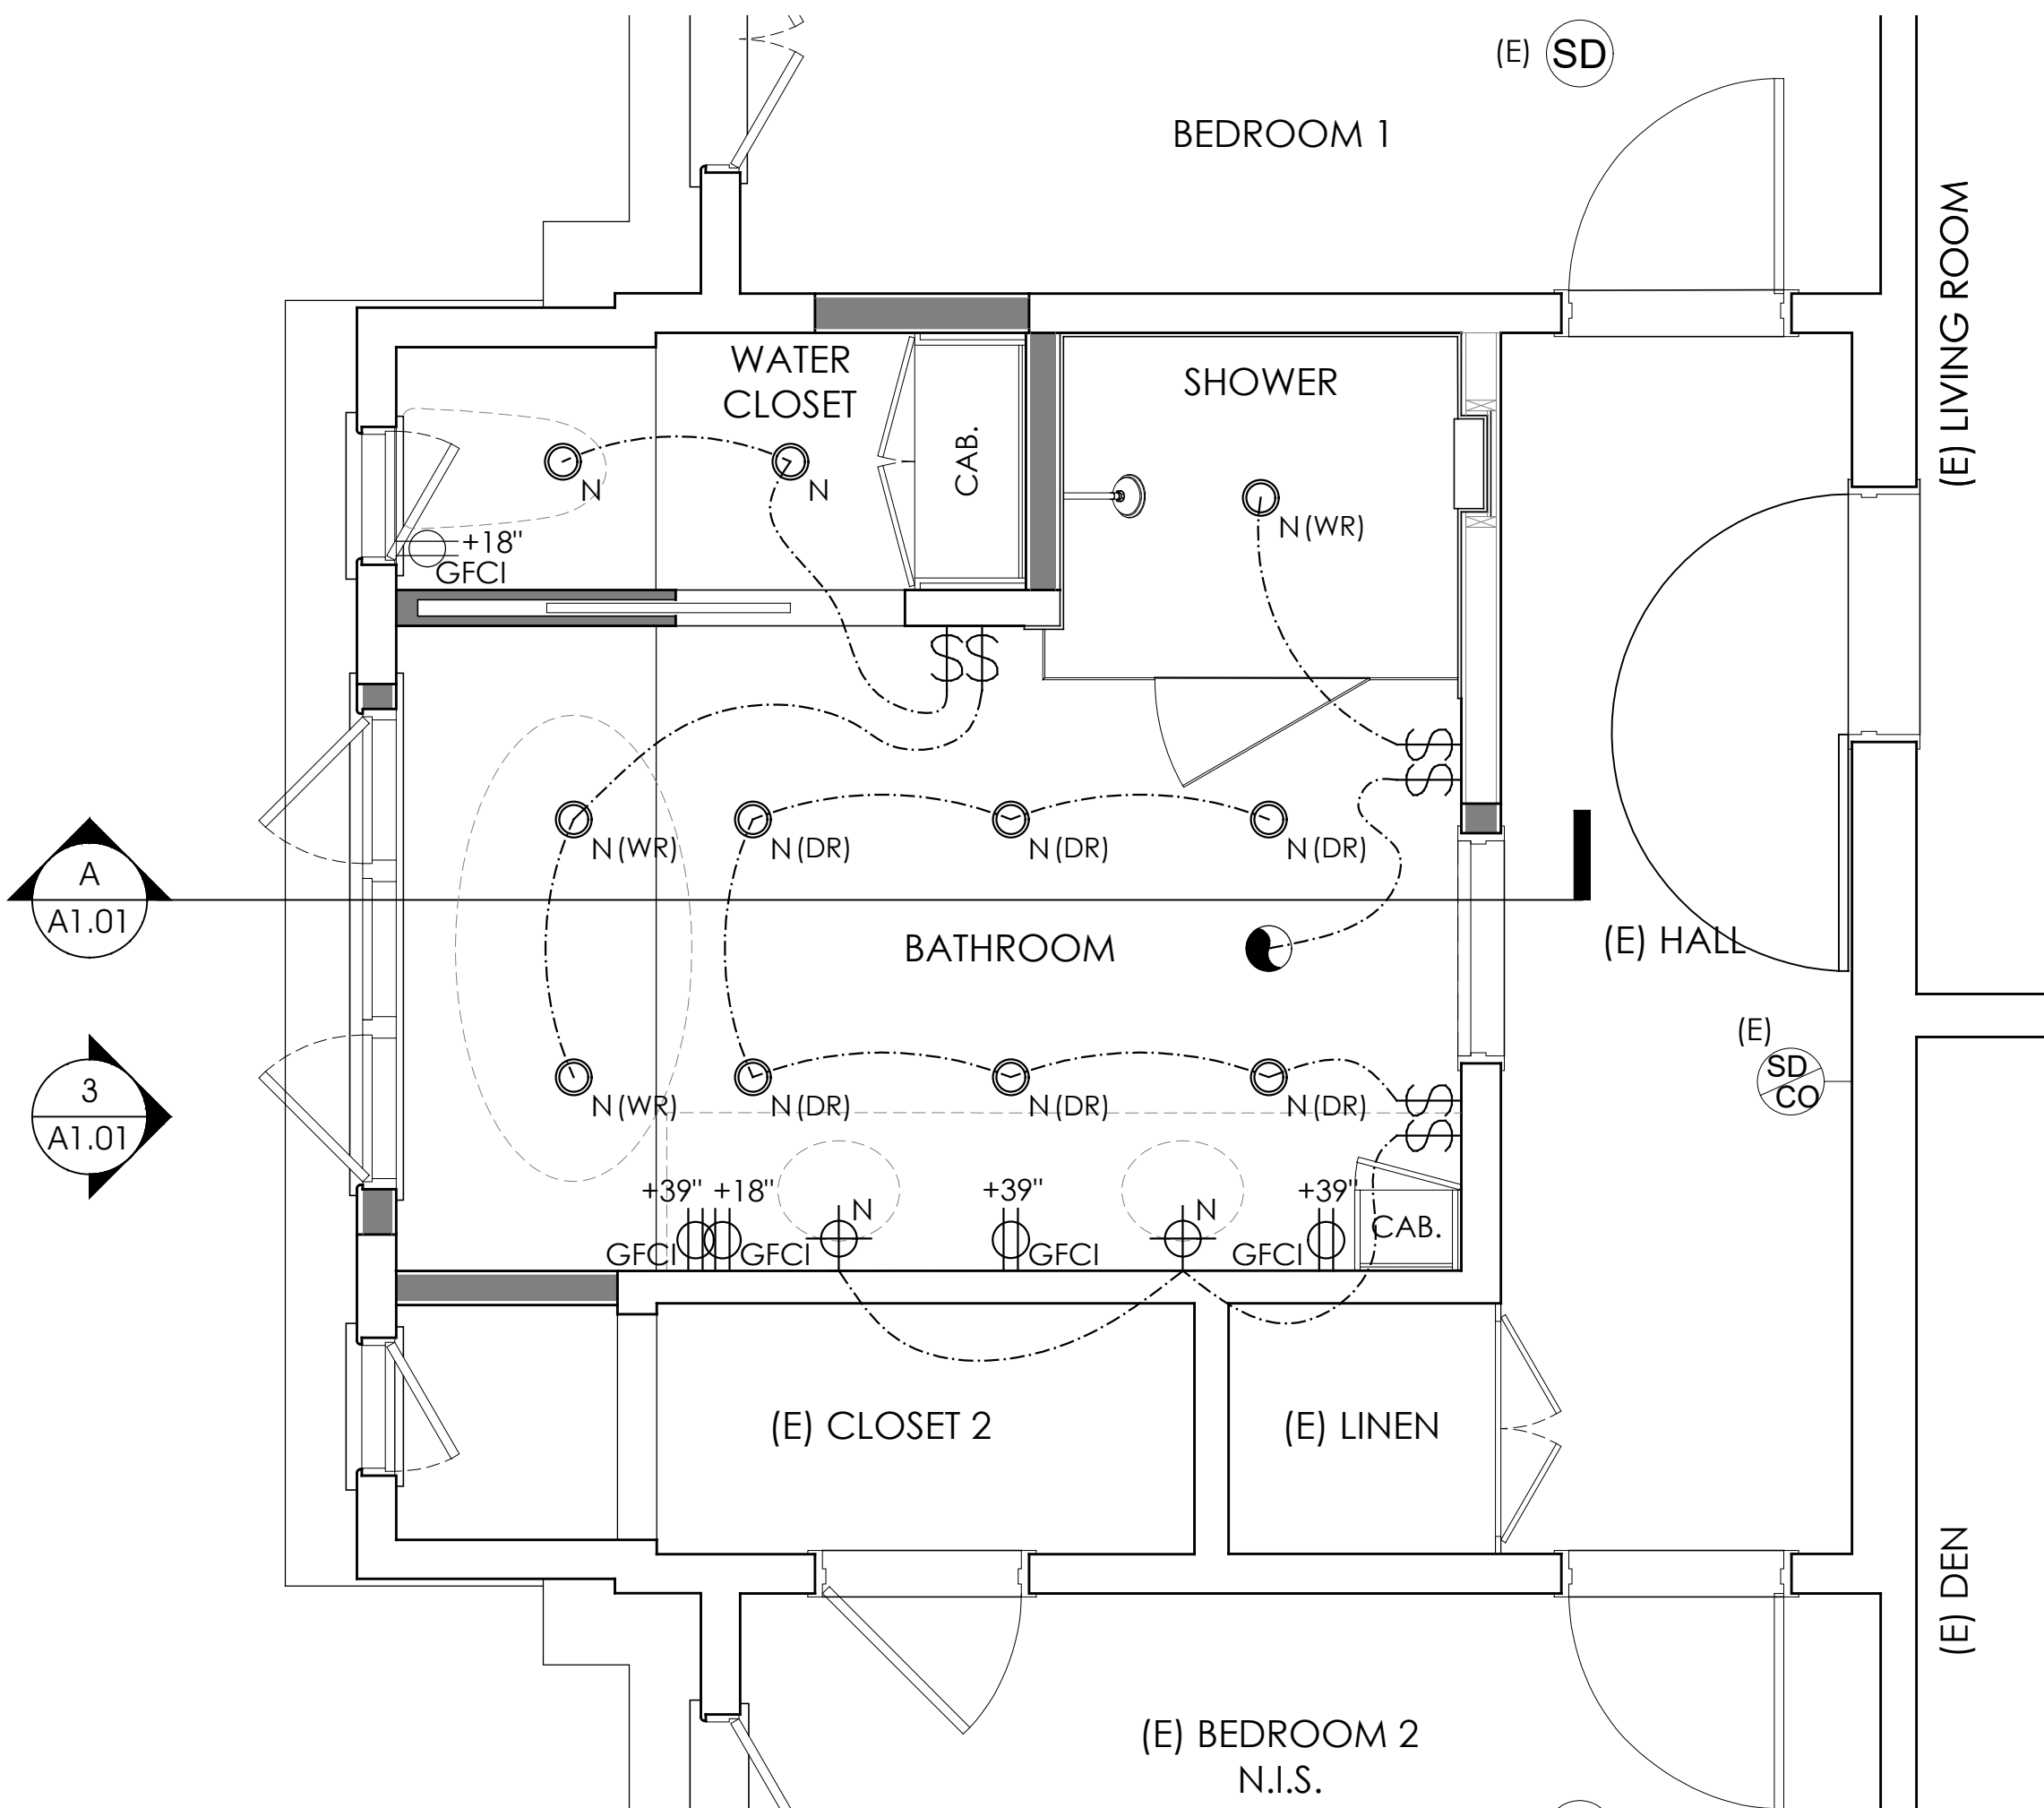 (E) SD
BEDROOM 1
(E) LIVING ROOM
WATER
CLOSET
SHOWER
CAB.
N
N
N (WR)
+18"
GFCI
$$
$
$
N (WR)
N (DR)
N (DR)
N (DR)
A
A1.01
BATHROOM
(E) HALL
(E)
SD
CO
3
A1.01
N (WR)
N (DR)
N (DR)
N (DR)
$
$
+39" +18"
N
+39"
N
+39"
GFCI
GFCI
GFCI
GFCI
CAB.
(E) CLOSET 2
(E) LINEN
(E) DEN
(E) BEDROOM 2
N.I.S.